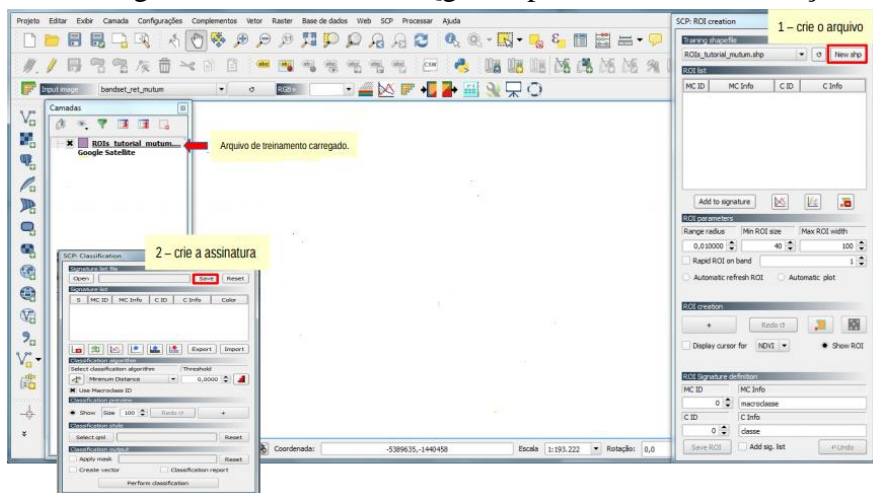 Projeto Editar Exibir Camada Configurações Complementos Vetor Raster Base de dados Web SCP Processar Ajuda
SCP: ROI creation
1 – crie o arquivo
Training shapefile
ROIs_tutorial_mutum.shp New shp
ROI list
MC ID MC Info C ID C Info
Input image bandset_ret_mutum RGB=
Camadas
ROIs_tutorial_mutum....
Google Satellite
Arquivo de treinamento carregado.
Add to signature
ROI parameters
Range radius Min ROI size Max ROI width
0,010000 40 100
Rapid ROI on band 1
Automatic refresh ROI Automatic plot
2 – crie a assinatura
SCP: Classification
Signature list file
Open Save Reset
Signature list
S MC ID MC Info C ID C Info Color
Export Import
Classification algorithm
Select classification algorithm Threshold
Minimum Distance 0,0000
Use Macroclass ID
Classification preview
Show Size 100 Redo +
Classification style
Select qml Reset
Classification output
Apply mask Reset
Create vector Classification report
Perform classification
ROI creation
+ Redo
Display cursor for NDVI Show ROI
ROI Signature definition
MC ID MC Info
0 macroclasse
C ID C Info
0 classe
Save ROI Add sig. list Undo
Coordenada: -5389635,-1440458 Escala 1:193.222 Rotação: 0,0